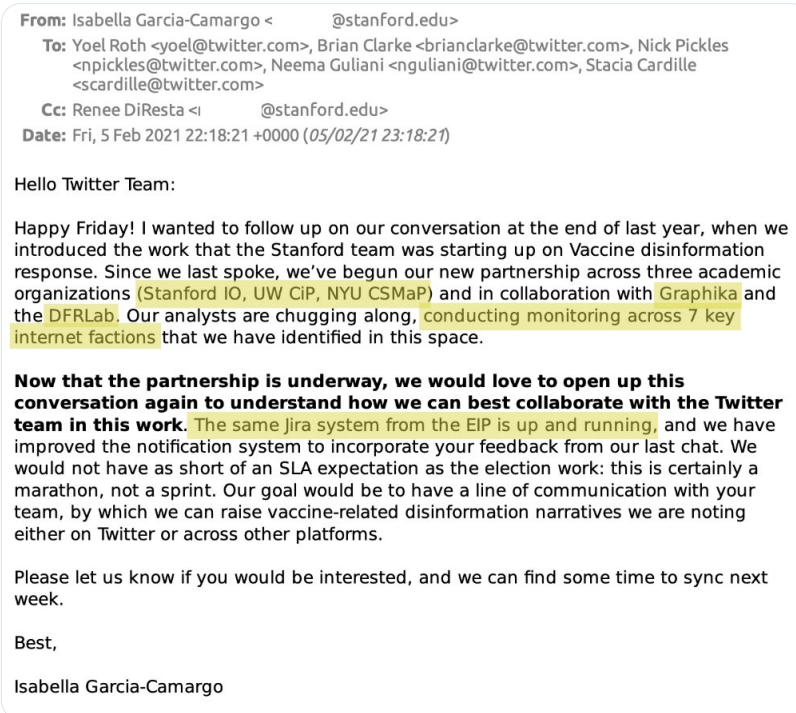 From: Isabella Garcia-Camargo < @stanford.edu>
To: Yoel Roth <yoel@twitter.com>, Brian Clarke <brianclarke@twitter.com>, Nick Pickles
<npickles@twitter.com>, Neema Guliani <nguliani@twitter.com>, Stacia Cardille
<scardille@twitter.com>
Cc: Renee DiResta < @stanford.edu>
Date: Fri, 5 Feb 2021 22:18:21 +0000 (05/02/21 23:18:21)
Hello Twitter Team:
Happy Friday! I wanted to follow up on our conversation at the end of last year, when we
introduced the work that the Stanford team was starting up on Vaccine disinformation
response. Since we last spoke, we've begun our new partnership across three academic
organizations (Stanford IO, UW CiP, NYU CSMaP) and in collaboration with Graphika and
the DFRLab. Our analysts are chugging along, conducting monitoring across 7 key
internet factions that we have identified in this space.
Now that the partnership is underway, we would love to open up this
conversation again to understand how we can best collaborate with the Twitter
team in this work. The same Jira system from the EIP is up and running, and we have
improved the notification system to incorporate your feedback from our last chat. We
would not have as short of an SLA expectation as the election work: this is certainly a
marathon, not a sprint. Our goal would be to have a line of communication with your
team, by which we can raise vaccine-related disinformation narratives we are noting
either on Twitter or across other platforms.
Please let us know if you would be interested, and we can find some time to sync next
week.
Best,
Isabella Garcia-Camargo